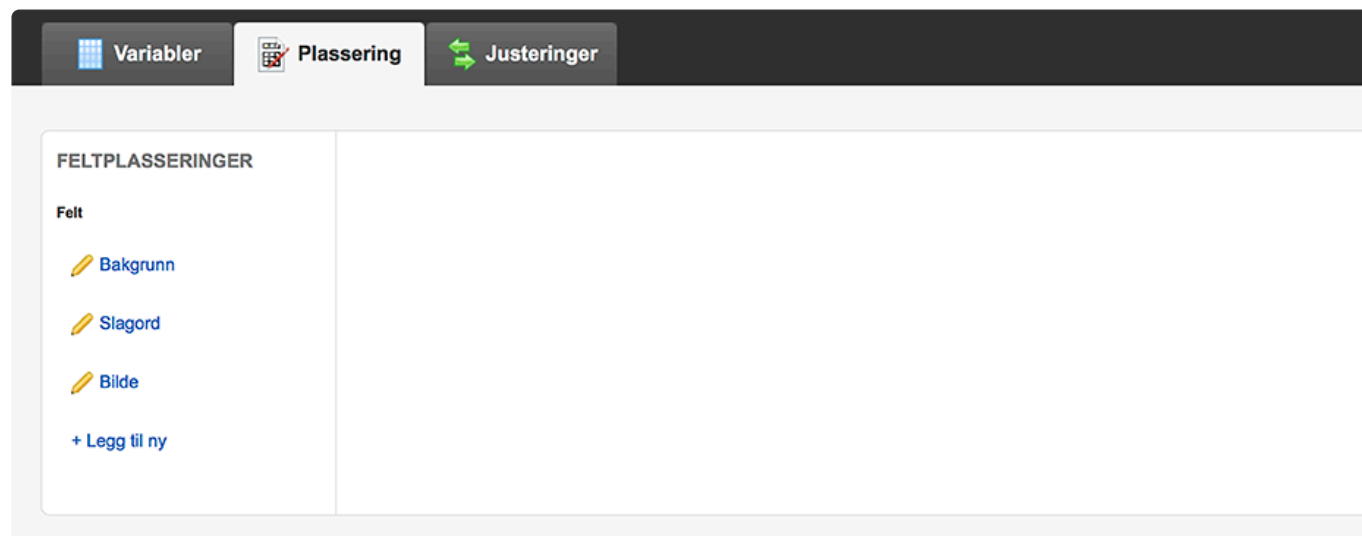 Variabler Plassering Justeringer
FELTPLASSERINGER
Felt
Bakgrunn
Slagord
Bilde
+ Legg til ny